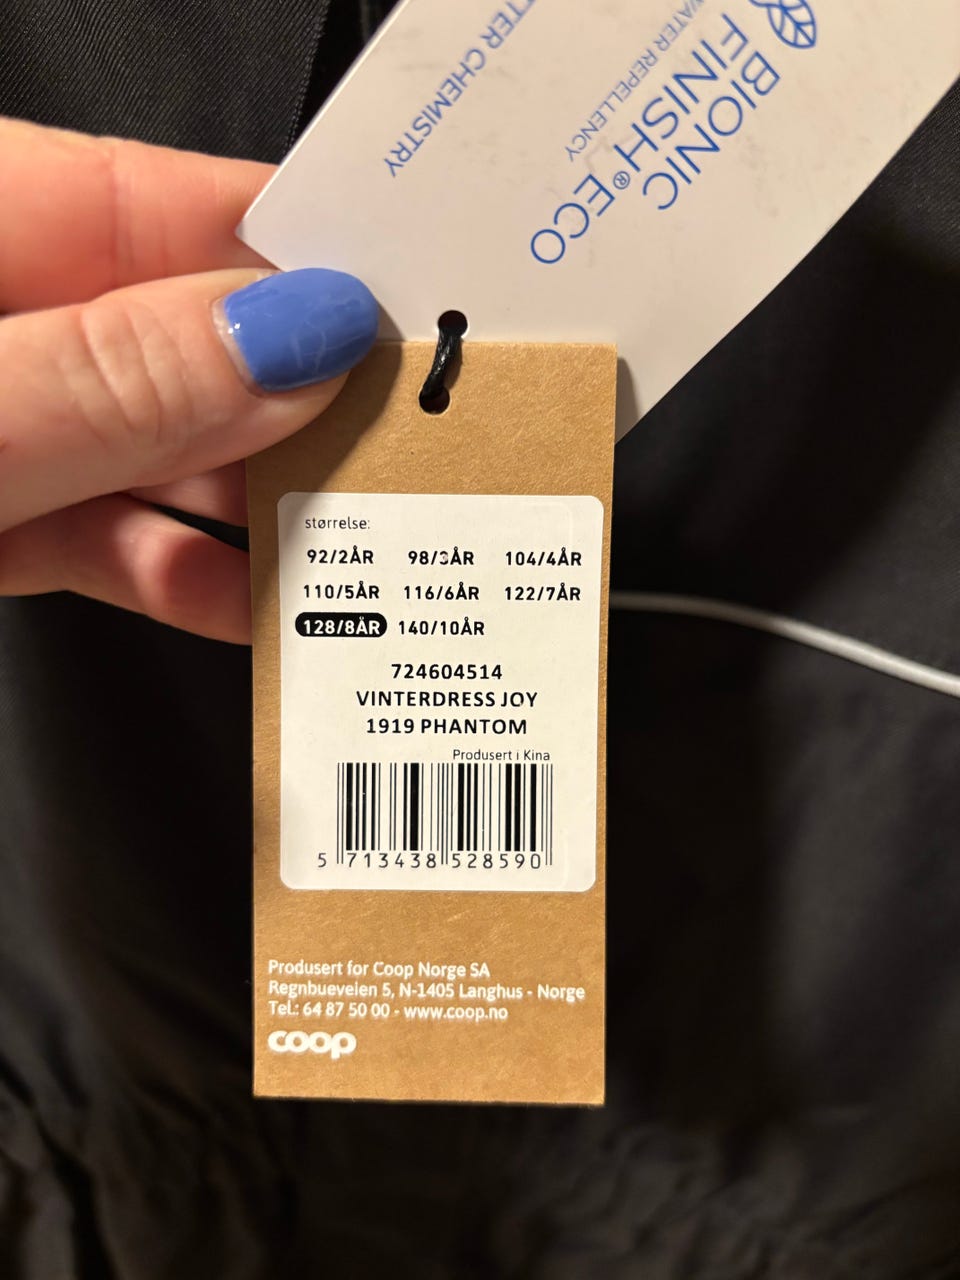 WATER REPELLENCY
BIONIC
FINISH® ECO
CHEMISTRY
størrelse:
92/2ÅR 98/3ÅR 104/4ÅR
110/5ÅR 116/6ÅR 122/7ÅR
128/8ÅR 140/10ÅR
724604514
VINTERDRESS JOY
1919 PHANTOM
Produsert i Kina
5 713438 528590
Produsert for Coop Norge SA
Regnbueveien 5, N-1405 Langhus - Norge
Tel.: 64 87 50 00 - www.coop.no
coop